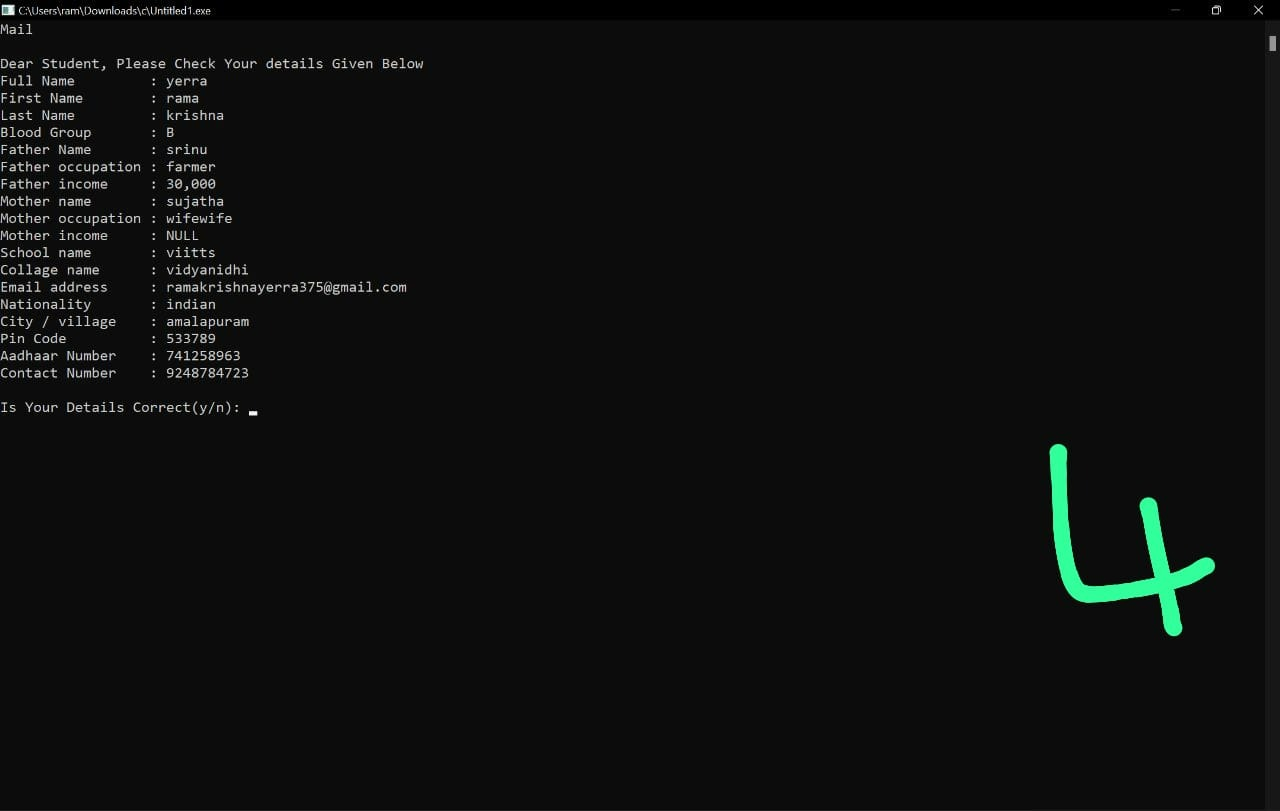 C:\Users\ram\Downloads\c\Untitled1.exe
Mail
Dear Student, Please Check Your details Given Below
Full Name : yerra
First Name : rama
Last Name : krishna
Blood Group : B
Father Name : srinu
Father occupation : farmer
Father income : 30,000
Mother name : sujatha
Mother occupation : wifewife
Mother income : NULL
School name : viitts
Collage name : vidyanidhi
Email address : ramakrishnayerra375@gmail.com
Nationality : indian
City / village : amalapuram
Pin Code : 533789
Aadhaar Number : 741258963
Contact Number : 9248784723
Is Your Details Correct(y/n):
4